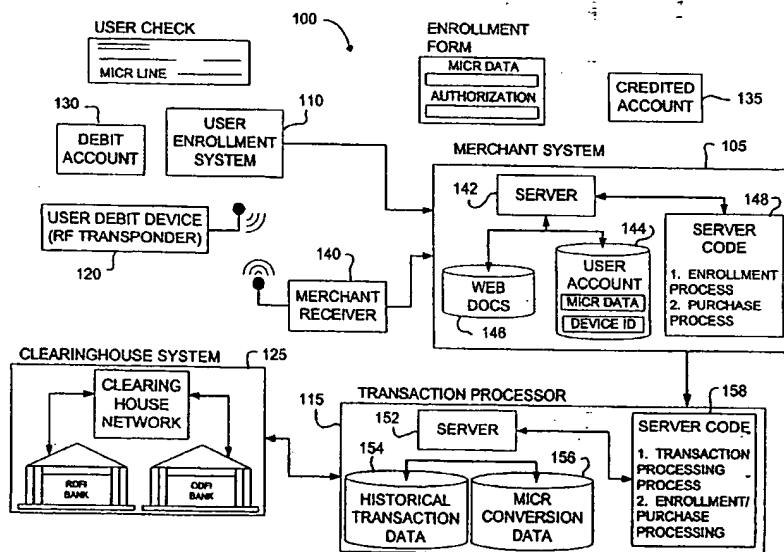 USER CHECK
MICR LINE
100
ENROLLMENT
FORM
MICR DATA
AUTHORIZATION
CREDITED
ACCOUNT
135
130
DEBIT
ACCOUNT
USER
ENROLLMENT
SYSTEM
110
MERCHANT SYSTEM
105
142
SERVER
148
SERVER
CODE
1. ENROLLMENT
PROCESS
2. PURCHASE
PROCESS
144
USER
ACCOUNT
MICR DATA
DEVICE ID
WEB
DOCS
146
USER DEBIT DEVICE
(RF TRANSPONDER)
120
140
MERCHANT
RECEIVER
CLEARINGHOUSE SYSTEM
125
CLEARING
HOUSE
NETWORK
RDFI
BANK
ODFI
BANK
TRANSACTION PROCESSOR
115
152
SERVER
154
HISTORICAL
TRANSACTION
DATA
156
MICR
CONVERSION
DATA
158
SERVER CODE
1. TRANSACTION
PROCESSING
PROCESS
2. ENROLLMENT/
PURCHASE
PROCESSING